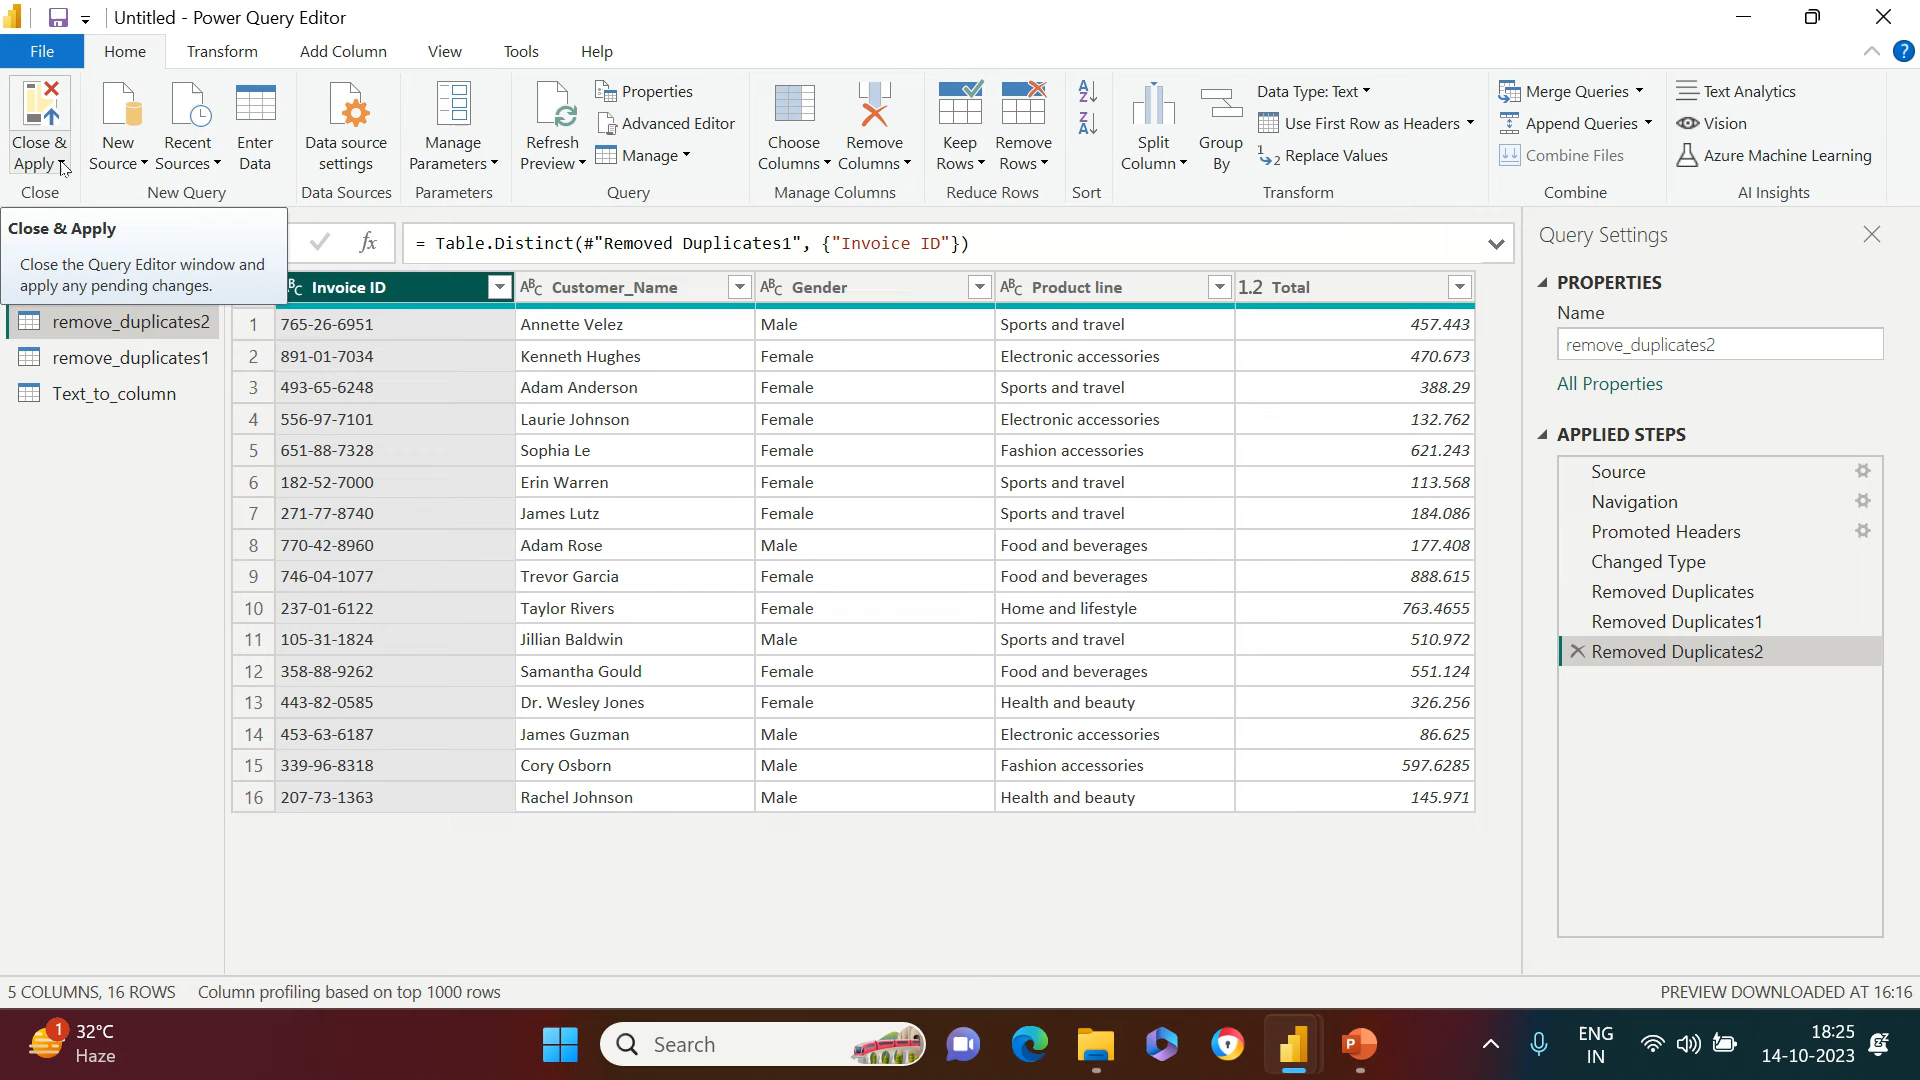 Untitled - Power Query Editor
File Home Transform Add Column View Tools Help
Close & Apply
New Source
Recent Sources
Enter Data
Data source settings
Manage Parameters
Refresh Preview
Properties
Advanced Editor
Manage
Choose Columns
Remove Columns
Keep Rows
Remove Rows
Split Column
Group By
Data Type: Text
Use First Row as Headers
Replace Values
Merge Queries
Append Queries
Combine Files
Text Analytics
Vision
Azure Machine Learning
Close New Query Data Sources Parameters Query Manage Columns Reduce Rows Sort Transform Combine AI Insights
Close & Apply
Close the Query Editor window and
apply any pending changes.
fx = Table.Distinct(#"Removed Duplicates1", {"Invoice ID"})
remove_duplicates2
remove_duplicates1
Text_to_column
Invoice ID Customer_Name Gender Product line 1.2 Total
1 765-26-6951 Annette Velez Male Sports and travel 457.443
2 891-01-7034 Kenneth Hughes Female Electronic accessories 470.673
3 493-65-6248 Adam Anderson Female Sports and travel 388.29
4 556-97-7101 Laurie Johnson Female Electronic accessories 132.762
5 651-88-7328 Sophia Le Female Fashion accessories 621.243
6 182-52-7000 Erin Warren Female Sports and travel 113.568
7 271-77-8740 James Lutz Female Sports and travel 184.086
8 770-42-8960 Adam Rose Male Food and beverages 177.408
9 746-04-1077 Trevor Garcia Female Food and beverages 888.615
10 237-01-6122 Taylor Rivers Female Home and lifestyle 763.4655
11 105-31-1824 Jillian Baldwin Male Sports and travel 510.972
12 358-88-9262 Samantha Gould Female Food and beverages 551.124
13 443-82-0585 Dr. Wesley Jones Female Health and beauty 326.256
14 453-63-6187 James Guzman Male Electronic accessories 86.625
15 339-96-8318 Cory Osborn Male Fashion accessories 597.6285
16 207-73-1363 Rachel Johnson Male Health and beauty 145.971
Query Settings
PROPERTIES
Name
remove_duplicates2
All Properties
APPLIED STEPS
Source
Navigation
Promoted Headers
Changed Type
Removed Duplicates
Removed Duplicates1
Removed Duplicates2
5 COLUMNS, 16 ROWS Column profiling based on top 1000 rows PREVIEW DOWNLOADED AT 16:16
1
32°C
Haze
Search
ENG
IN
18:25
14-10-2023